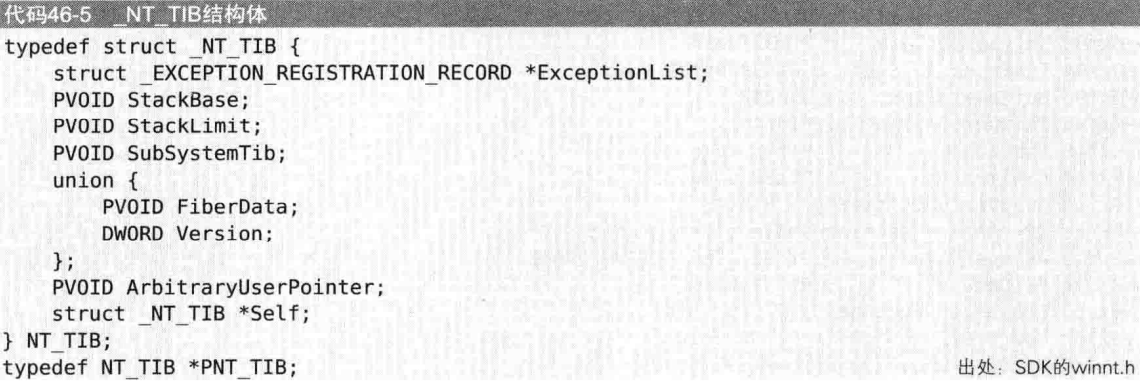 代码46-5 _NT_TIB结构体
typedef struct _NT_TIB {
    struct _EXCEPTION_REGISTRATION_RECORD *ExceptionList;
    PVOID StackBase;
    PVOID StackLimit;
    PVOID SubSystemTib;
    union {
        PVOID FiberData;
        DWORD Version;
    };
    PVOID ArbitraryUserPointer;
    struct _NT_TIB *Self;
} NT_TIB;
typedef NT_TIB *PNT_TIB;
出处：SDK的winnt.h